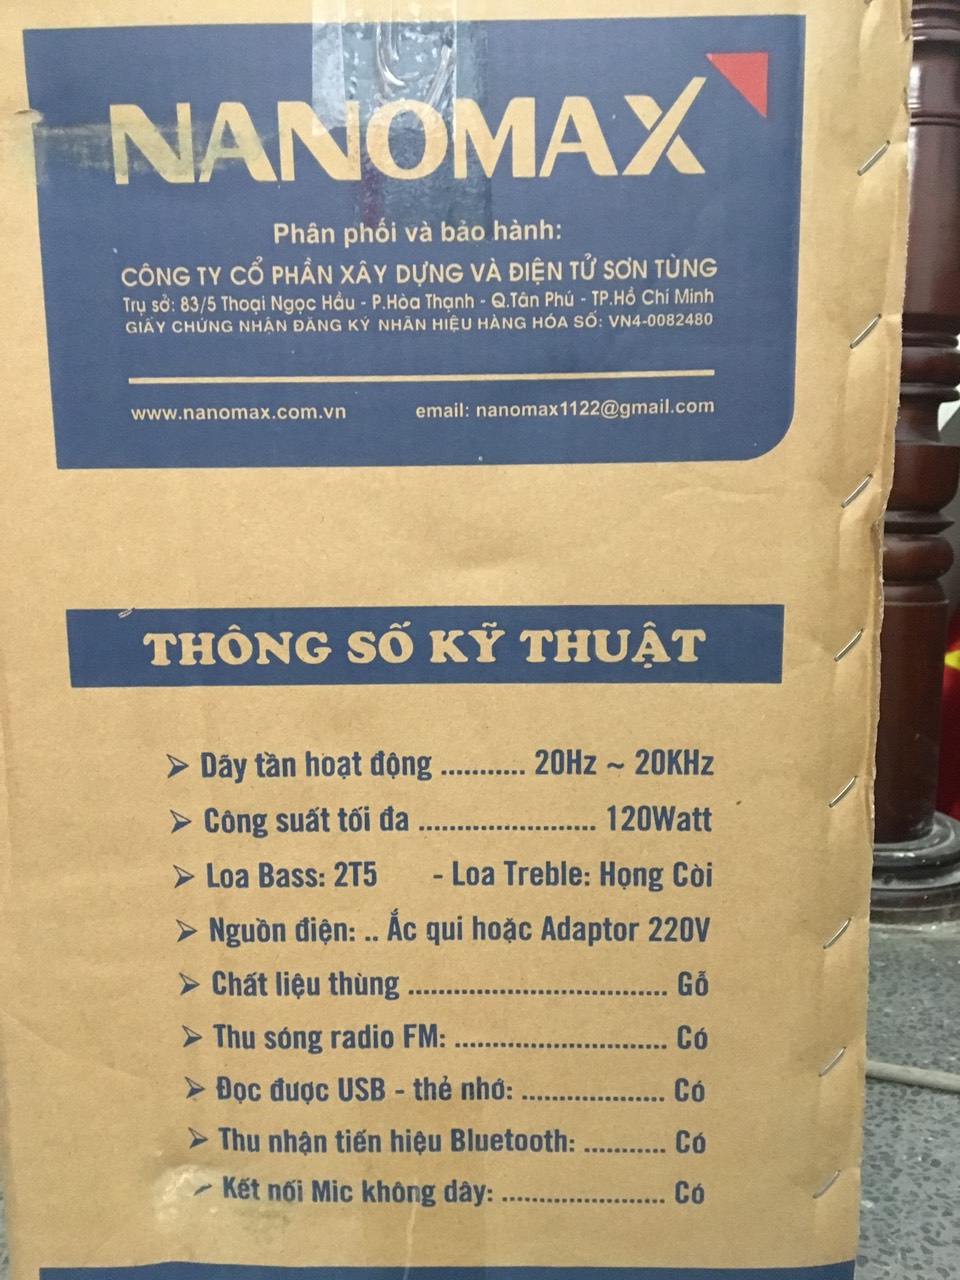 NANOMAX
Phân phối và bảo hành:
CÔNG TY CỔ PHẦN XÂY DỰNG VÀ ĐIỆN TỬ SƠN TÙNG
Trụ sở: 83/5 Thoại Ngọc Hầu - P.Hòa Thạnh - Q.Tân Phú - TP.Hồ Chí Minh
GIẤY CHỨNG NHẬN ĐĂNG KÝ NHÃN HIỆU HÀNG HÓA SỐ: VN4-0082480
www.nanomax.com.vn email: nanomax1122@gmail.com
THÔNG SỐ KỸ THUẬT
➢ Dãy tần hoạt động ........... 20Hz ~ 20KHz
➢ Công suất tối đa ....................... 120Watt
➢ Loa Bass: 2T5 - Loa Treble: Họng Còi
➢ Nguồn điện: .. Ắc qui hoặc Adaptor 220V
➢ Chất liệu thùng .................................. Gỗ
➢ Thu sóng radio FM: ............................ Có
➢ Đọc được USB - thẻ nhớ: ................... Có
➢ Thu nhận tiến hiệu Bluetooth: ........... Có
Kết nối Mic không dây: ..................... Có